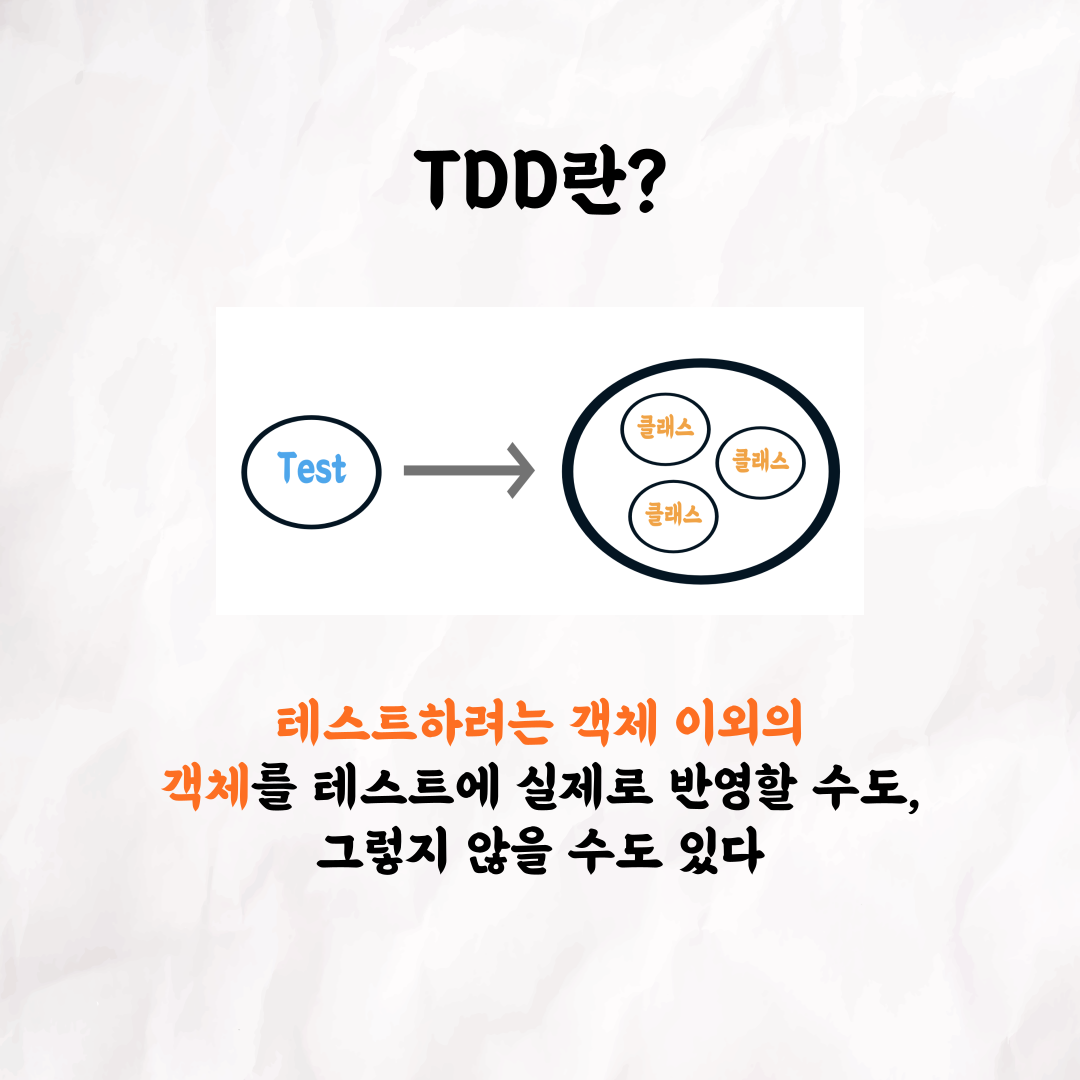 TDD란?
Test
클래스
클래스
클래스
테스트하려는 객체 이외의
객체를 테스트에 실제로 반영할 수도,
그렇지 않을 수도 있다